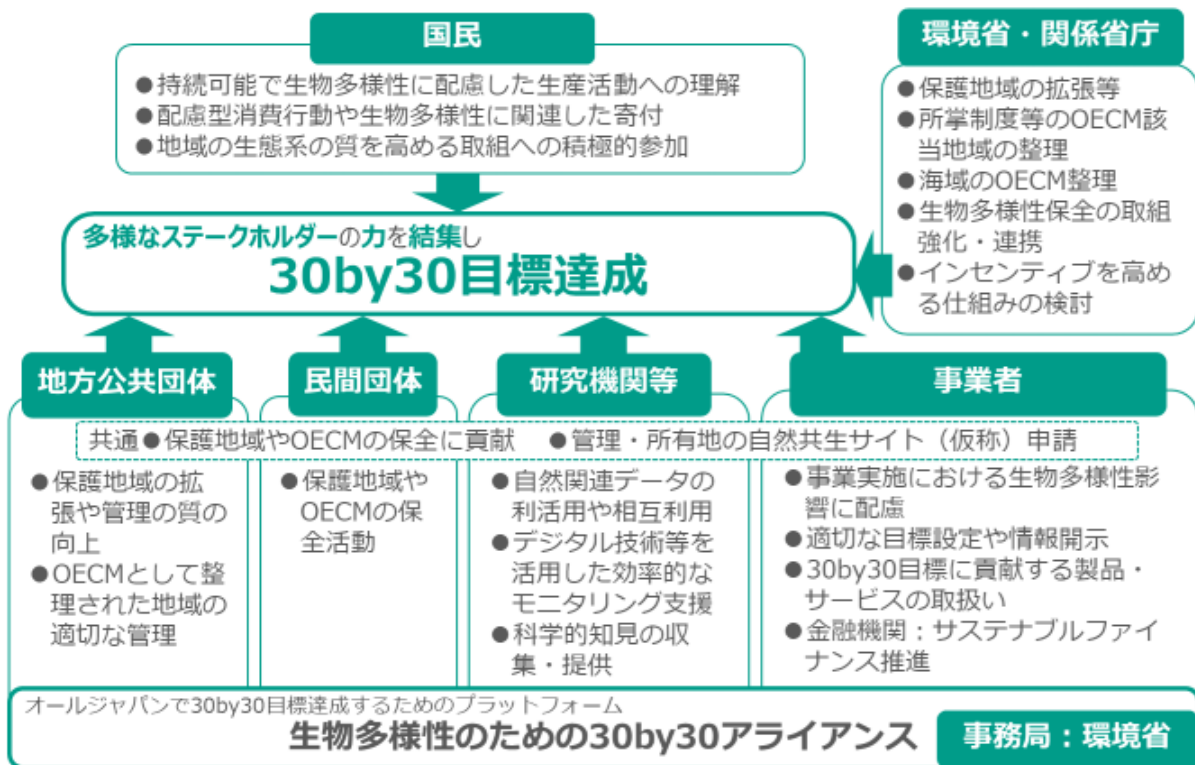 国民
●持続可能で生物多様性に配慮した生産活動への理解
●配慮型消費行動や生物多様性に関連した寄付
●地域の生態系の質を高める取組への積極的参加
環境省・関係省庁
●保護地域の拡張等
●所掌制度等のOECM該
当地域の整理
●海域のOECM整理
●生物多様性保全の取組
強化・連携
●インセンティブを高め
る仕組みの検討
多様なステークホルダーの力を結集し
30by30目標達成
地方公共団体
民間団体
研究機関等
事業者
共通●保護地域やOECMの保全に貢献 ●管理・所有地の自然共生サイト（仮称）申請
●保護地域の拡
張や管理の質の
向上
●OECMとして整
理された地域の
適切な管理
●保護地域や
OECMの保
全活動
●自然関連データの
利活用や相互利用
●デジタル技術等を
活用した効率的な
モニタリング支援
●科学的知見の収
集・提供
●事業実施における生物多様性影
響に配慮
●適切な目標設定や情報開示
●30by30目標に貢献する製品・
サービスの取扱い
●金融機関：サステナブルファイ
ナンス推進
オールジャパンで30by30目標達成するためのプラットフォーム
生物多様性のための30by30アライアンス
事務局：環境省